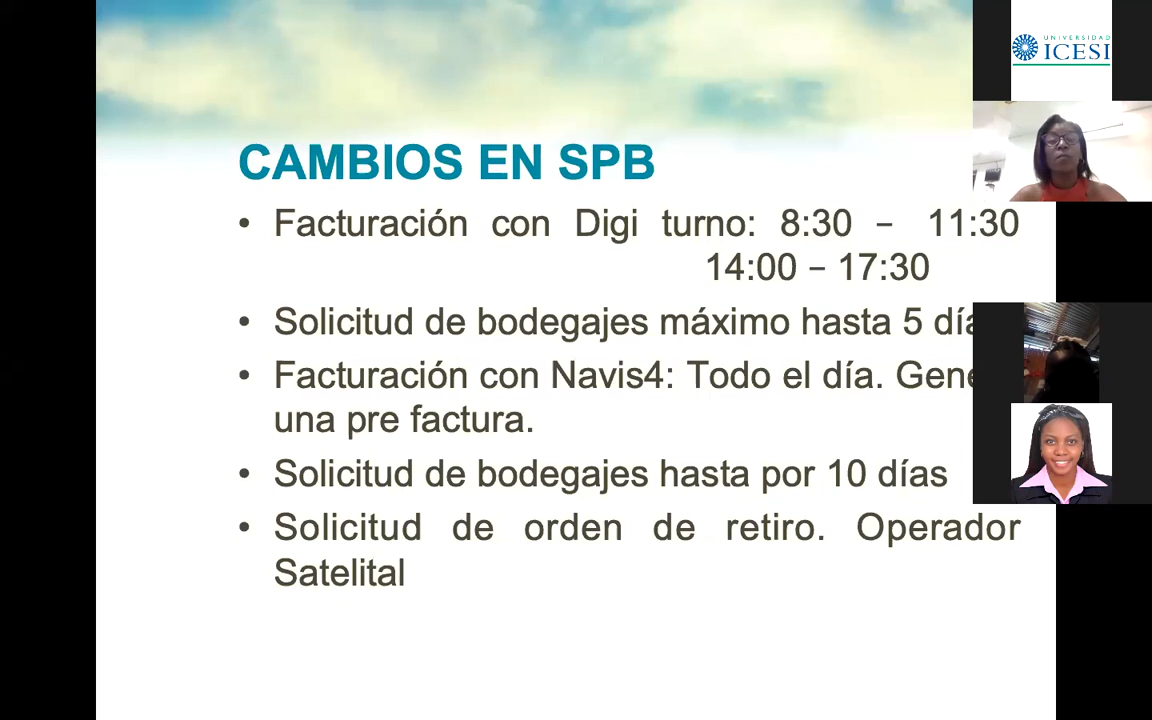 UNIVERSIDAD
ICESI
CAMBIOS EN SPB
• Facturación con Digi turno: 8:30 – 11:30
14:00 – 17:30
• Solicitud de bodegajes máximo hasta 5
• Facturación con Navis4: Todo el día.
una pre factura.
• Solicitud de bodegajes hasta por 10 días
• Solicitud de orden de retiro. Operador
Satelital